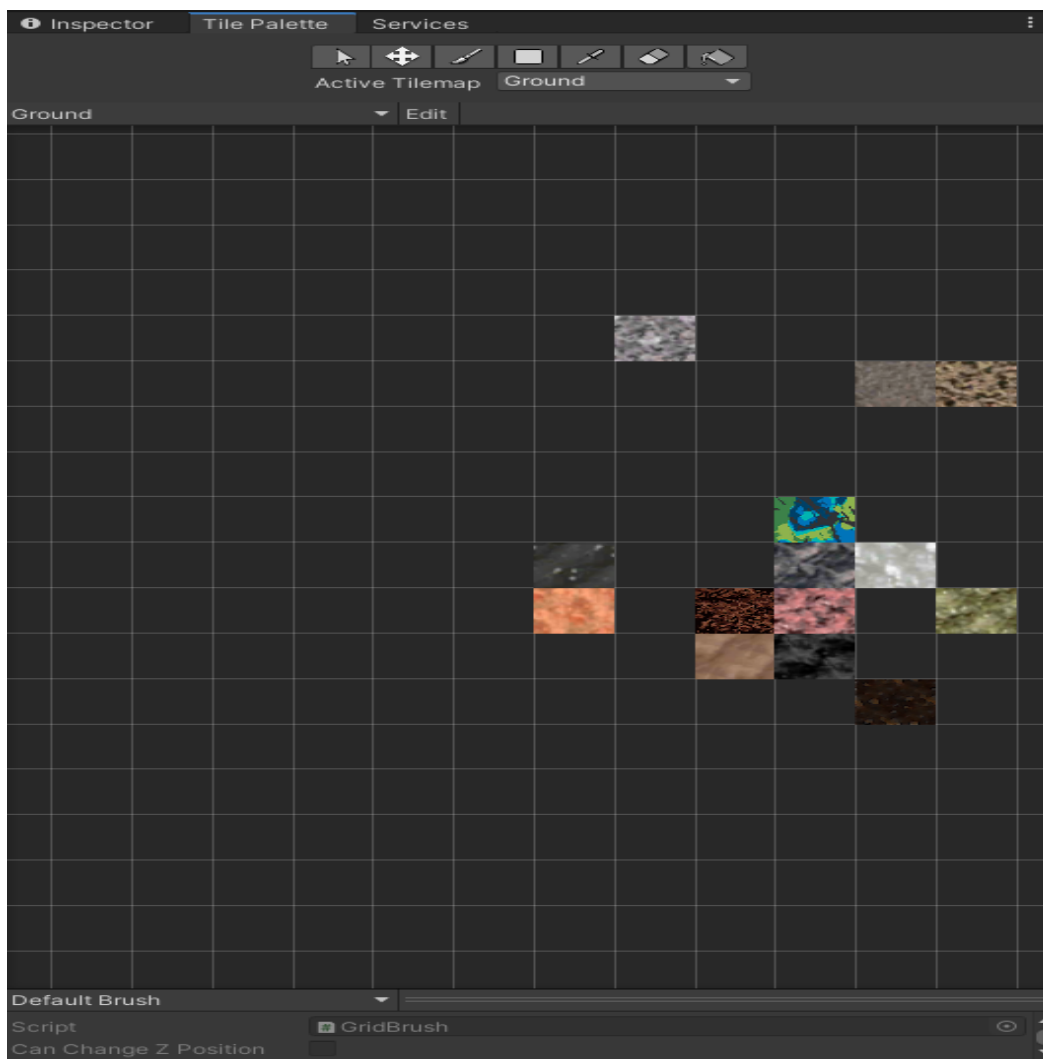 Inspector Tile Palette Services
Active Tilemap Ground
Ground Edit
Default Brush
Script GridBrush
Can Change Z Position